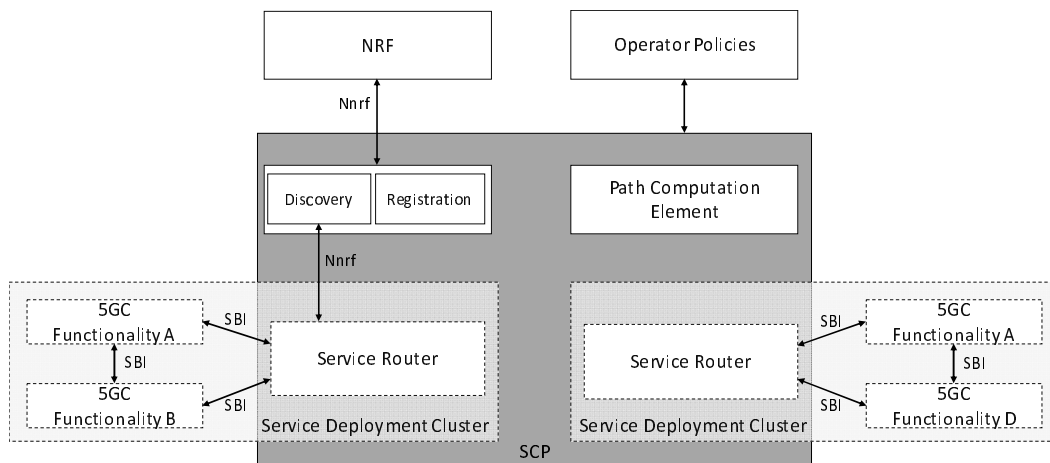 NRF
Operator Policies
Nnrf
Discovery
Registration
Path Computation
Element
Nnrf
5GC
Functionality A
SBI
SBI
5GC
Functionality B
SBI
Service Router
Service Deployment Cluster
Service Router
Service Deployment Cluster
SBI
5GC
Functionality A
SBI
SBI
5GC
Functionality D
SCP